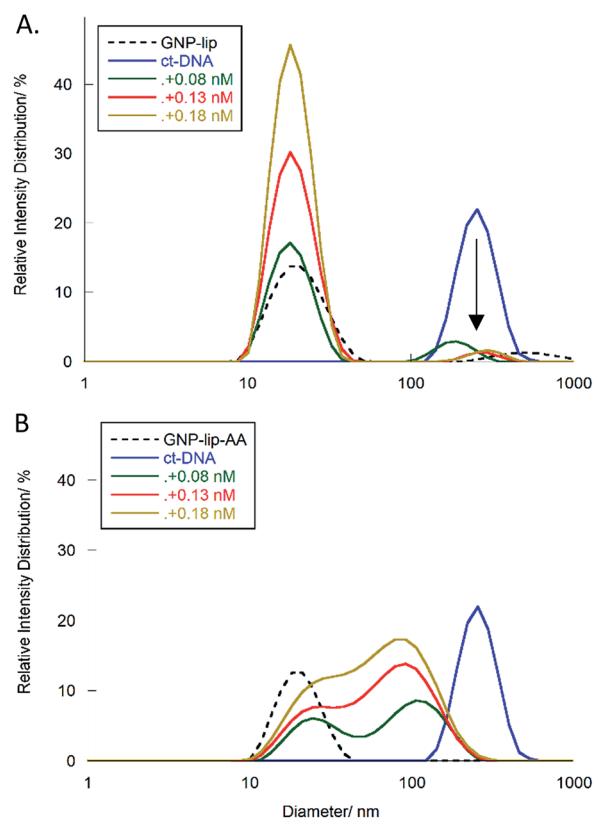 A.
GNP-lip
ct-DNA
.+0.08 nM
.+0.13 nM
.+0.18 nM
Relative Intensity Distribution/ %
40
30
20
10
0
1 10 100 1000
B
GNP-lip-AA
ct-DNA
.+0.08 nM
.+0.13 nM
.+0.18 nM
Relative Intensity Distribution/ %
40
30
20
10
0
1 10 100 1000
Diameter/ nm